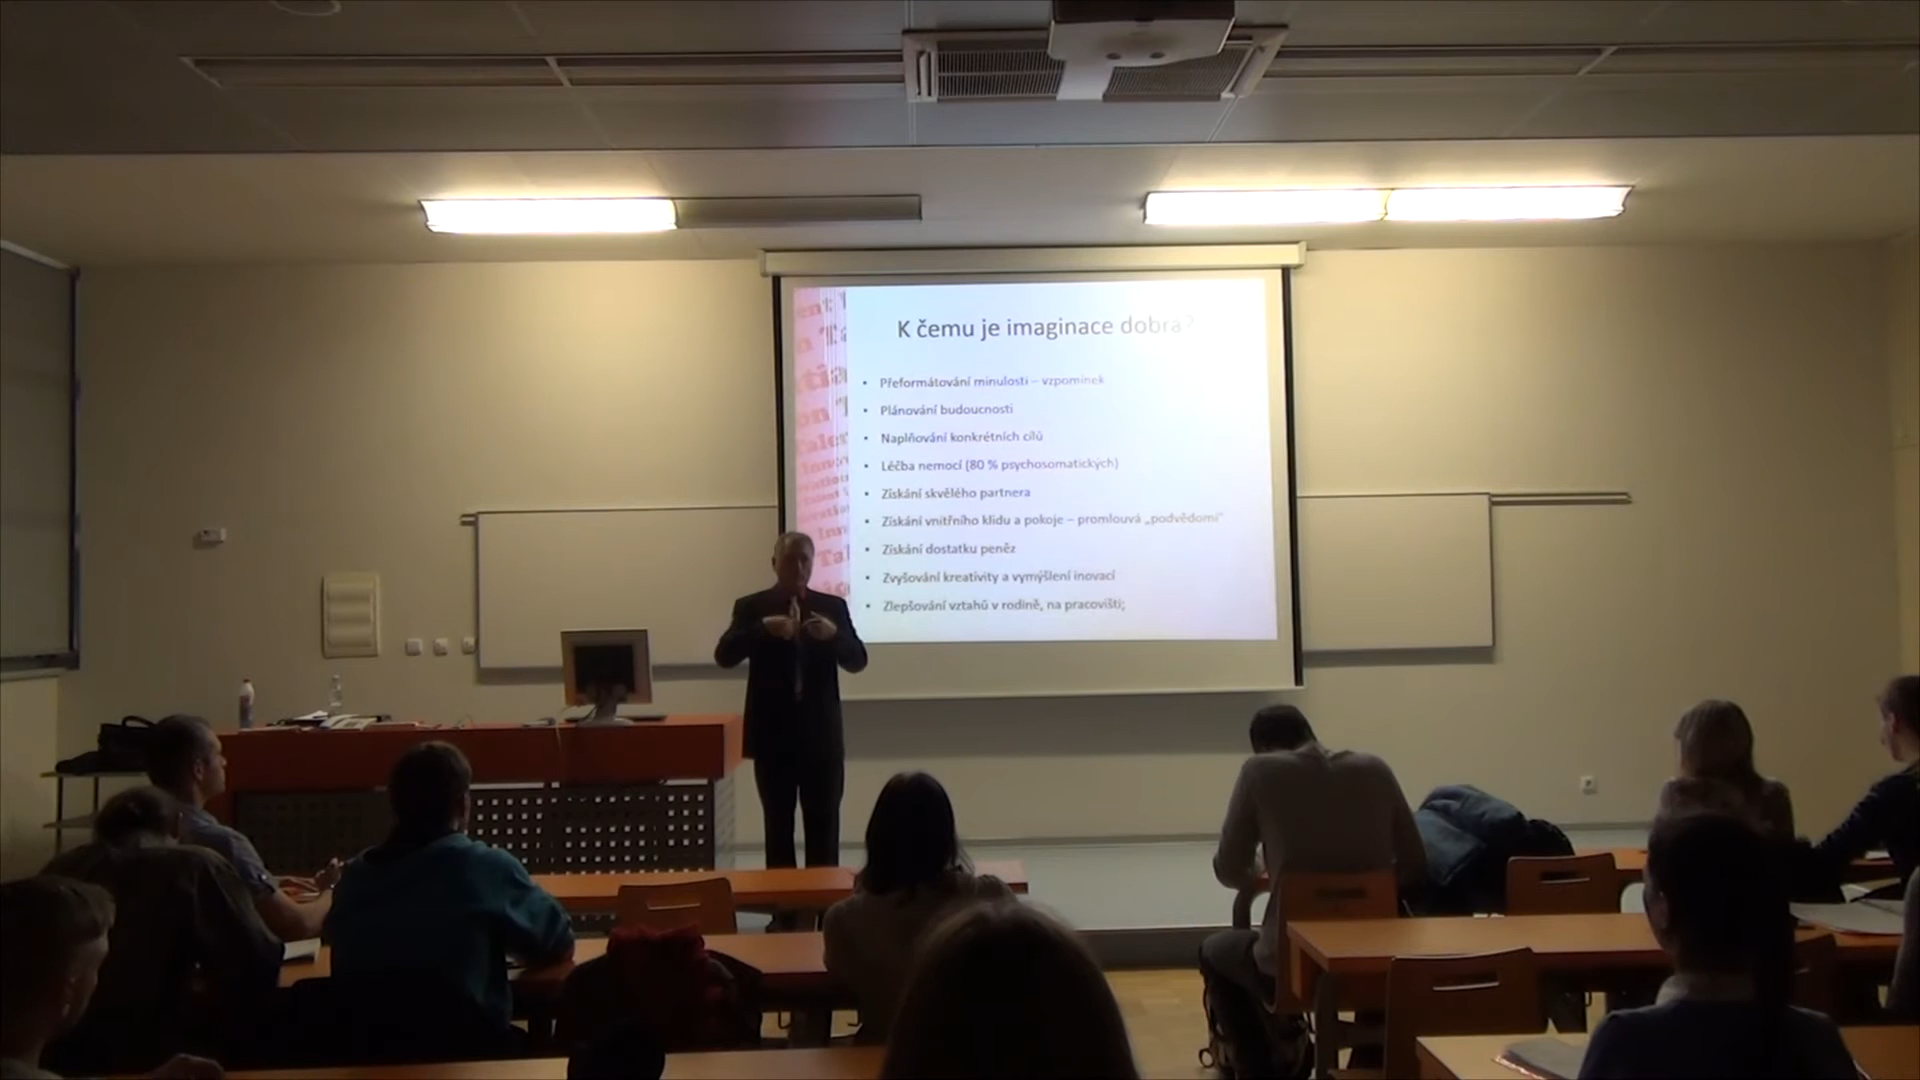 K čemu je imaginace dobra?
• Přeformátování minulosti – vzpomínek
• Plánování budoucnosti
• Naplňování konkrétních cílů
• Léčba nemocí (80 % psychosomatických)
• Získání skvělého partnera
• Získání vnitřního klidu a pokoje – promlouvá „podvědomí"
• Získání dostatku peněz
• Zvyšování kreativity a vymýšlení inovací
• Zlepšování vztahů v rodině, na pracovišti;